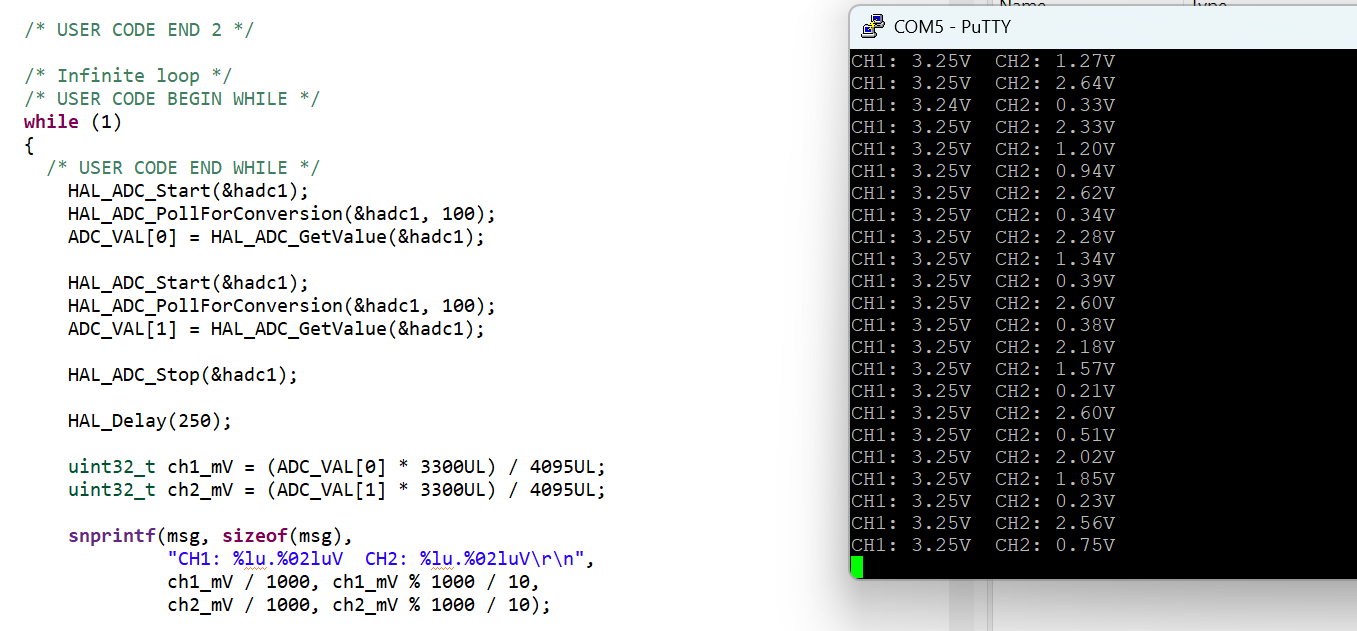 /* USER CODE END 2 */
/* Infinite loop */
/* USER CODE BEGIN WHILE */
while (1)
{
/* USER CODE END WHILE */
HAL_ADC_Start(&hadc1);
HAL_ADC_PollForConversion(&hadc1, 100);
ADC_VAL[0] = HAL_ADC_GetValue(&hadc1);
HAL_ADC_Start(&hadc1);
HAL_ADC_PollForConversion(&hadc1, 100);
ADC_VAL[1] = HAL_ADC_GetValue(&hadc1);
HAL_ADC_Stop(&hadc1);
HAL_Delay(250);
uint32_t ch1_mV = (ADC_VAL[0] * 3300UL) / 4095UL;
uint32_t ch2_mV = (ADC_VAL[1] * 3300UL) / 4095UL;
snprintf(msg, sizeof(msg),
"CH1: %lu.%02luV  CH2: %lu.%02luV\r\n",
ch1_mV / 1000, ch1_mV % 1000 / 10,
ch2_mV / 1000, ch2_mV % 1000 / 10);
COM5 - PuTTY
CH1: 3.25V  CH2: 1.27V
CH1: 3.25V  CH2: 2.64V
CH1: 3.24V  CH2: 0.33V
CH1: 3.25V  CH2: 2.33V
CH1: 3.25V  CH2: 1.20V
CH1: 3.25V  CH2: 0.94V
CH1: 3.25V  CH2: 2.62V
CH1: 3.25V  CH2: 0.34V
CH1: 3.25V  CH2: 2.28V
CH1: 3.25V  CH2: 1.34V
CH1: 3.25V  CH2: 0.39V
CH1: 3.25V  CH2: 2.60V
CH1: 3.25V  CH2: 0.38V
CH1: 3.25V  CH2: 2.18V
CH1: 3.25V  CH2: 1.57V
CH1: 3.25V  CH2: 0.21V
CH1: 3.25V  CH2: 2.60V
CH1: 3.25V  CH2: 0.51V
CH1: 3.25V  CH2: 2.02V
CH1: 3.25V  CH2: 1.85V
CH1: 3.25V  CH2: 0.23V
CH1: 3.25V  CH2: 2.56V
CH1: 3.25V  CH2: 0.75V